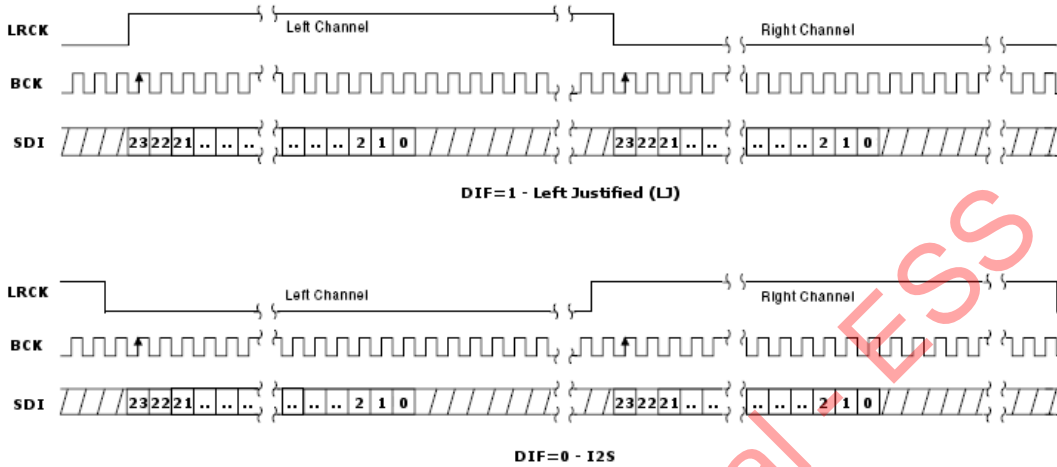 LRCK Left Channel Right Channel
BCK
SDI 23 22 21 .. .. .. .. .. .. 2 1 0 23 22 21 .. .. .. .. .. 2 1 0
DIF=1 - Left Justified (LJ)
LRCK Left Channel Right Channel
BCK
SDI 23 22 21 .. .. .. .. .. .. 2 1 0 23 22 21 .. .. .. .. .. 2 1 0
DIF=0 - I2S
al - ESS